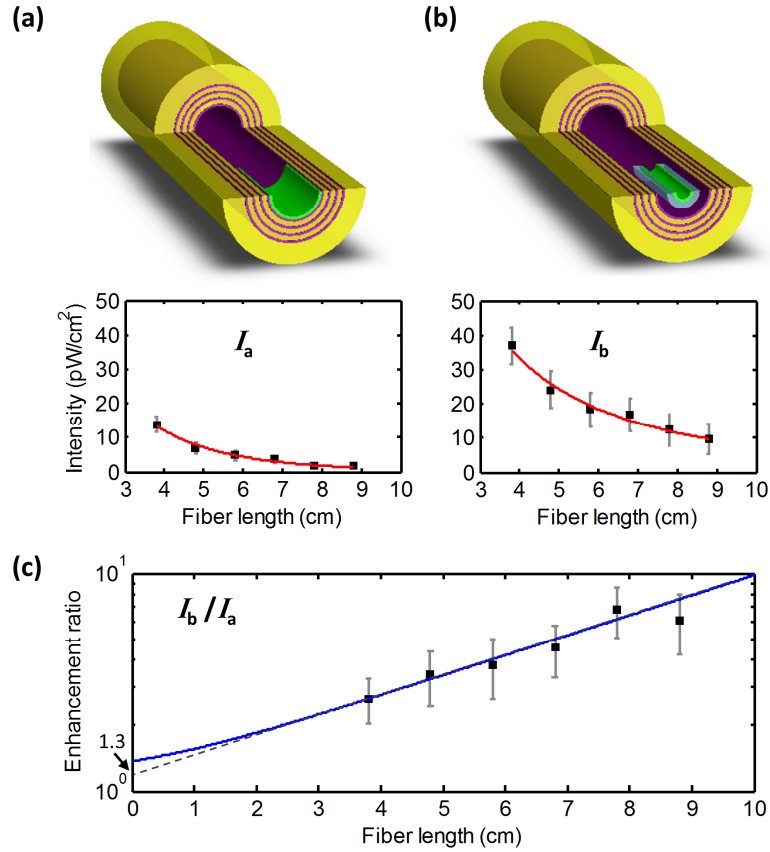 (a)
(b)
50
40
30
20
10
0
Intensity (pW/cm²)
Iₐ
3 4 5 6 7 8 9 10
Fiber length (cm)
50
40
30
20
10
0
I_b
3 4 5 6 7 8 9 10
Fiber length (cm)
(c)
10¹
I_b / Iₐ
Enhancement ratio
1.3
10⁰
0 1 2 3 4 5 6 7 8 9 10
Fiber length (cm)